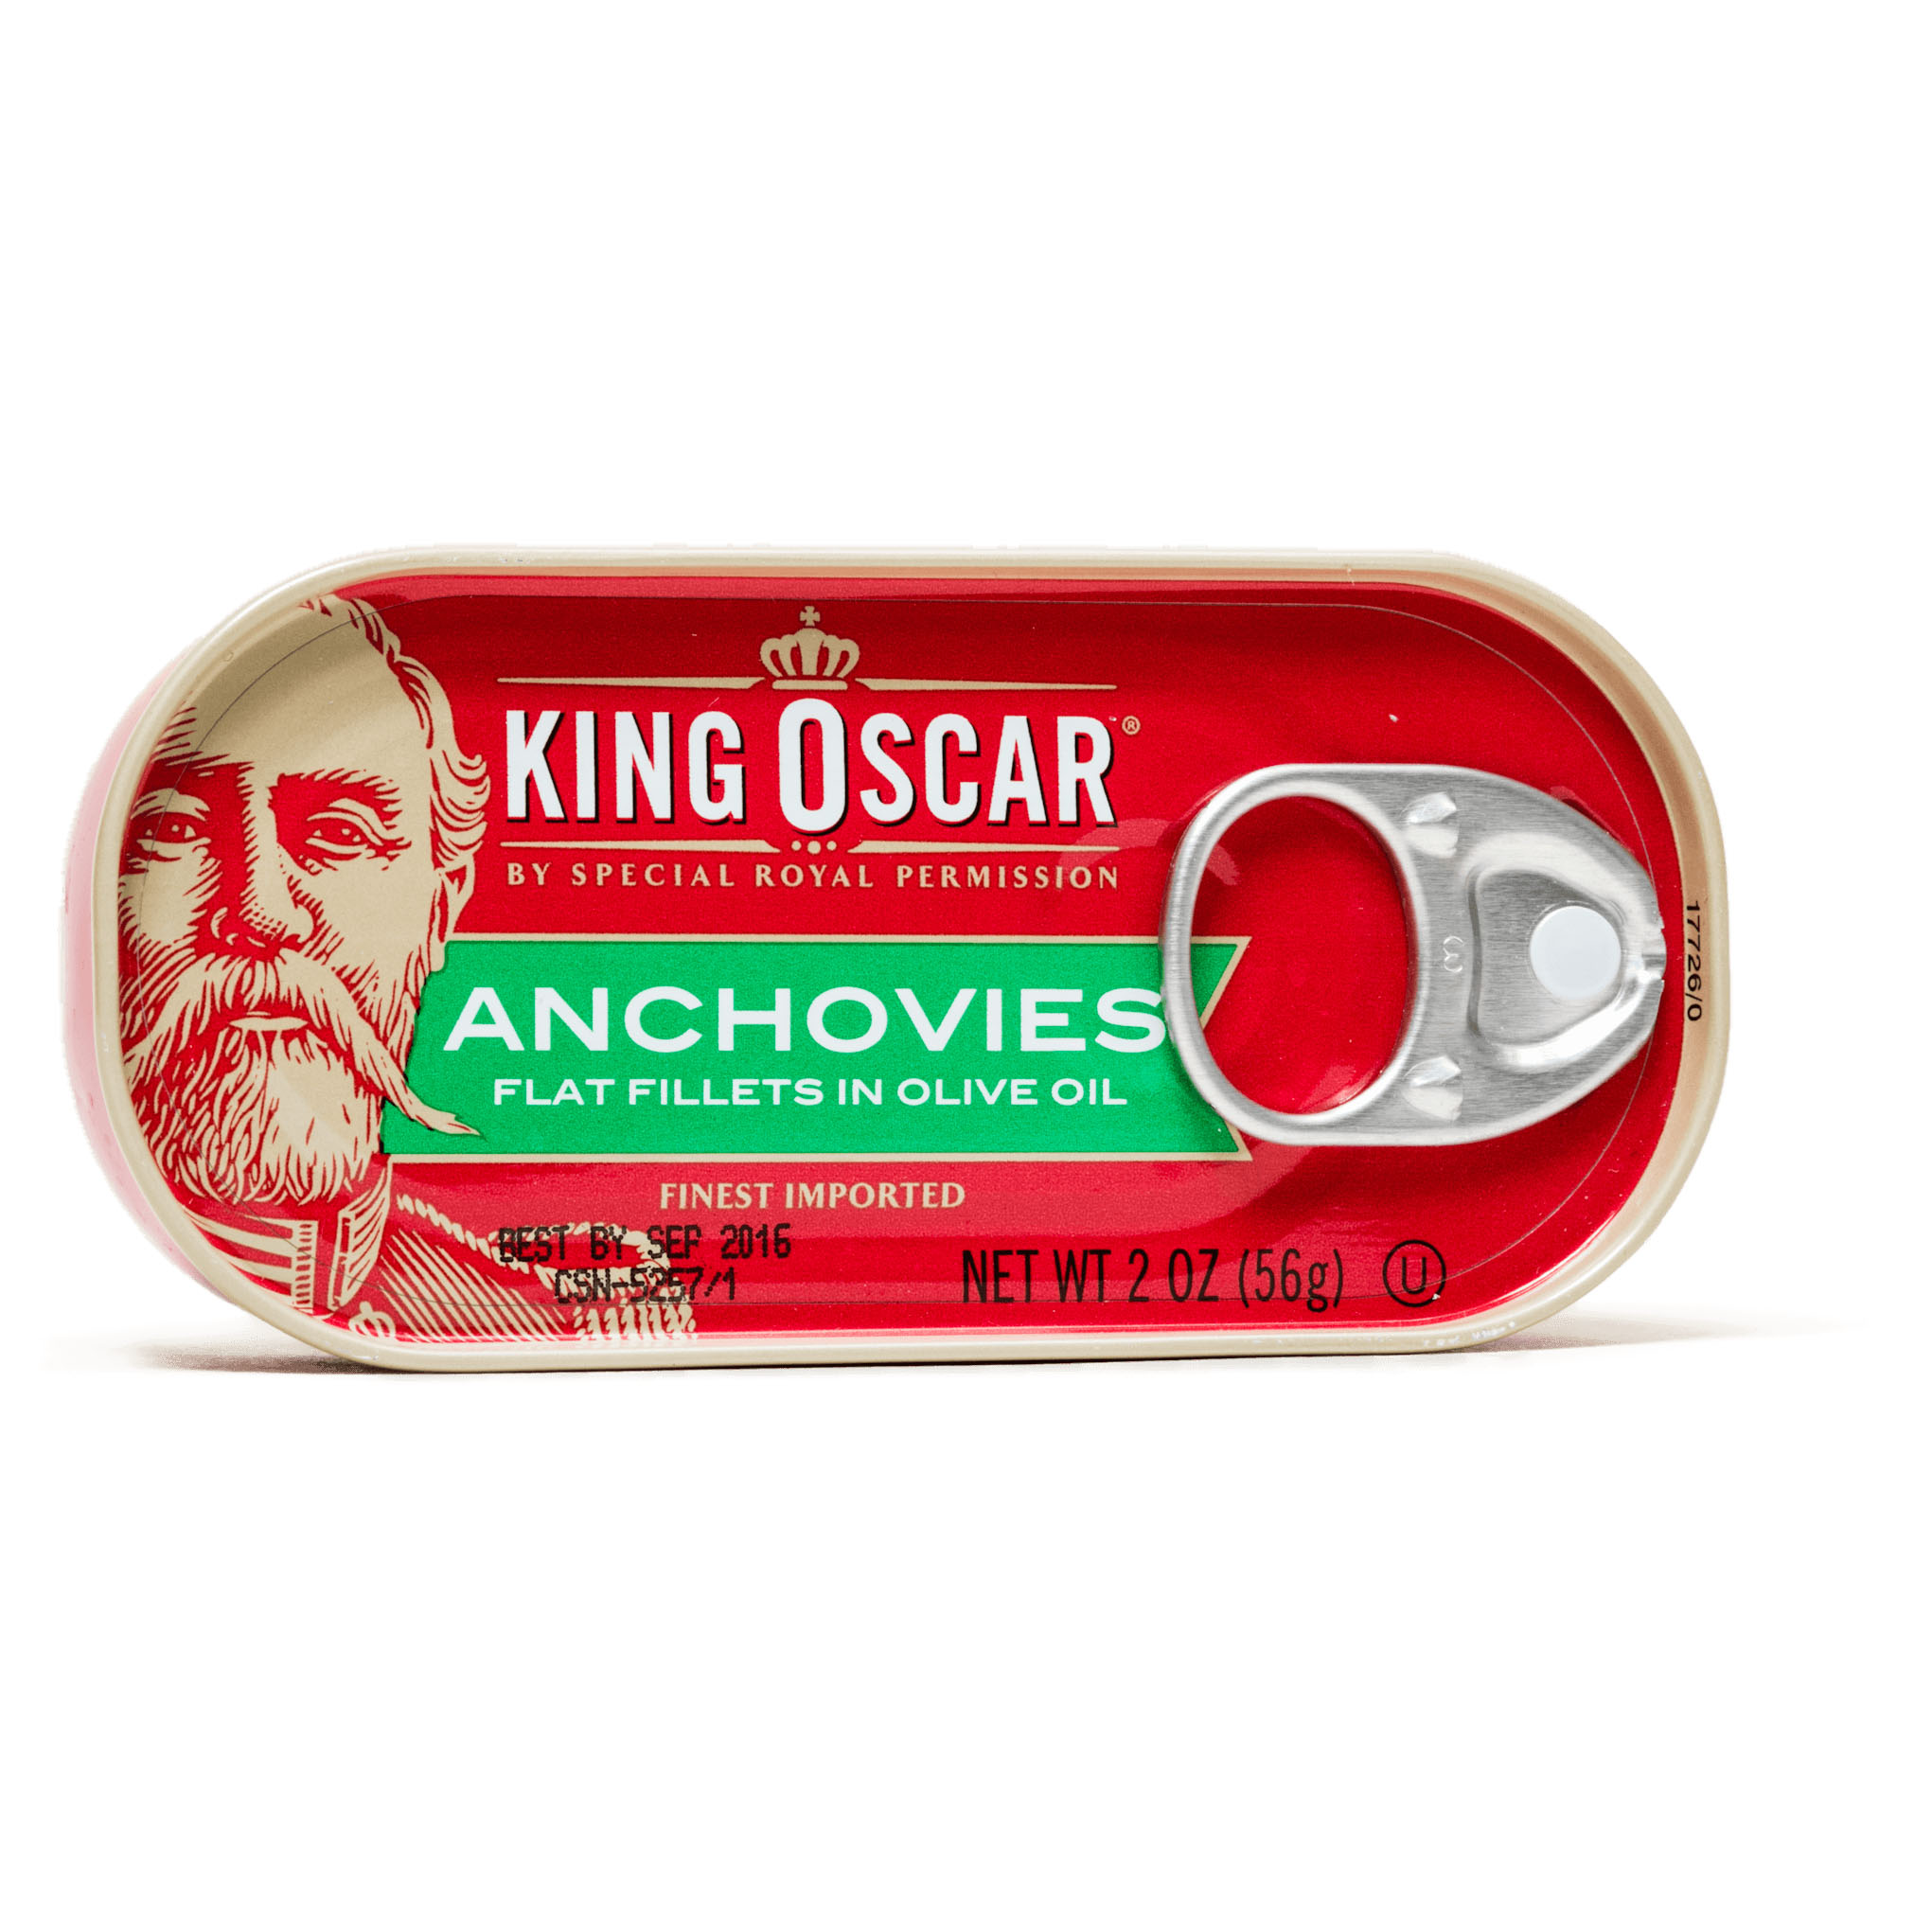 KING OSCAR®
BY SPECIAL ROYAL PERMISSION
ANCHOVIES
FLAT FILLETS IN OLIVE OIL
FINEST IMPORTED
BEST BY SEP 2016
CSN-5257/1
NET WT 2 OZ (56g) U
17726/0